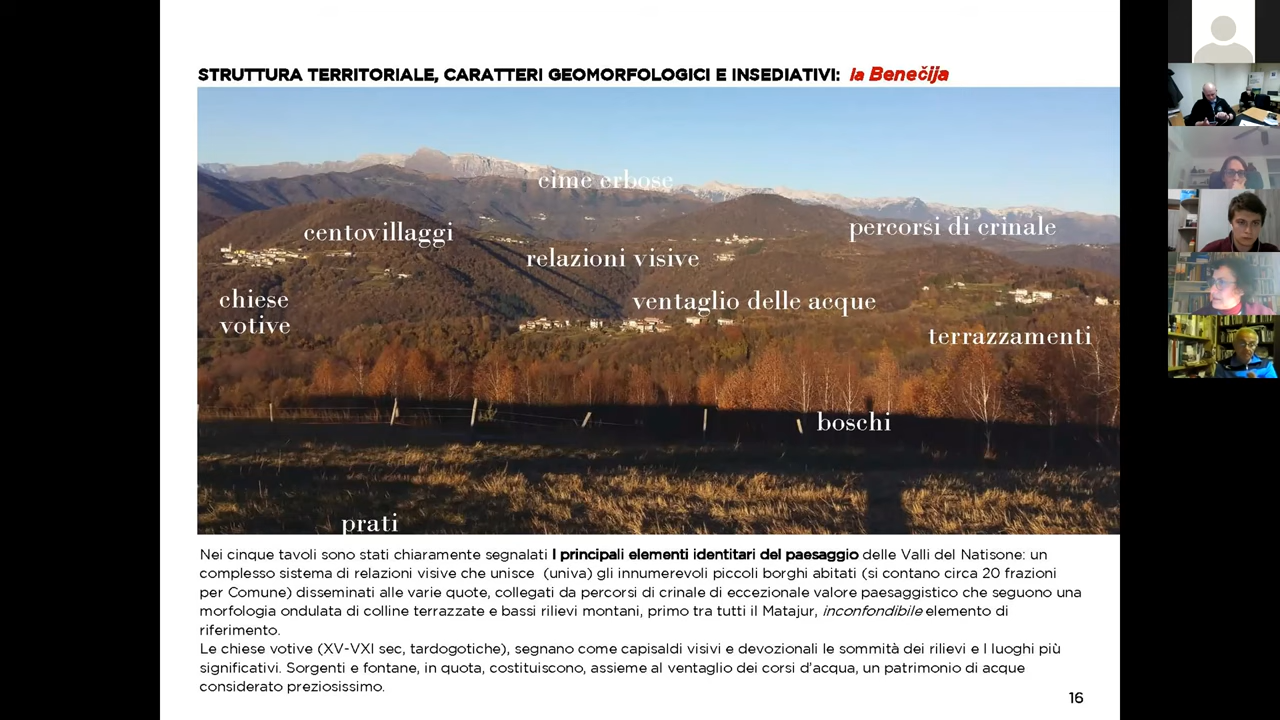 STRUTTURA TERRITORIALE, CARATTERI GEOMORFOLOGICI E INSEDIATIVI: la Benečija
cime erbose
centovillaggi
percorsi di crinale
relazioni visive
chiese
votive
ventaglio delle acque
terrazzamenti
boschi
prati
Nei cinque tavoli sono stati chiaramente segnalati I principali elementi identitari del paesaggio delle Valli del Natisone: un
complesso sistema di relazioni visive che unisce (univa) gli innumerevoli piccoli borghi abitati (si contano circa 20 frazioni
per Comune) disseminati alle varie quote, collegati da percorsi di crinale di eccezionale valore paesaggistico che seguono una
morfologia ondulata di colline terrazzate e bassi rilievi montani, primo tra tutti il Matajur, inconfondibile elemento di
riferimento.
Le chiese votive (XV-VXI sec, tardogotiche), segnano come capisaldi visivi e devozionali le sommità dei rilievi e I luoghi più
significativi. Sorgenti e fontane, in quota, costituiscono, assieme al ventaglio dei corsi d'acqua, un patrimonio di acque
considerato preziosissimo.
16